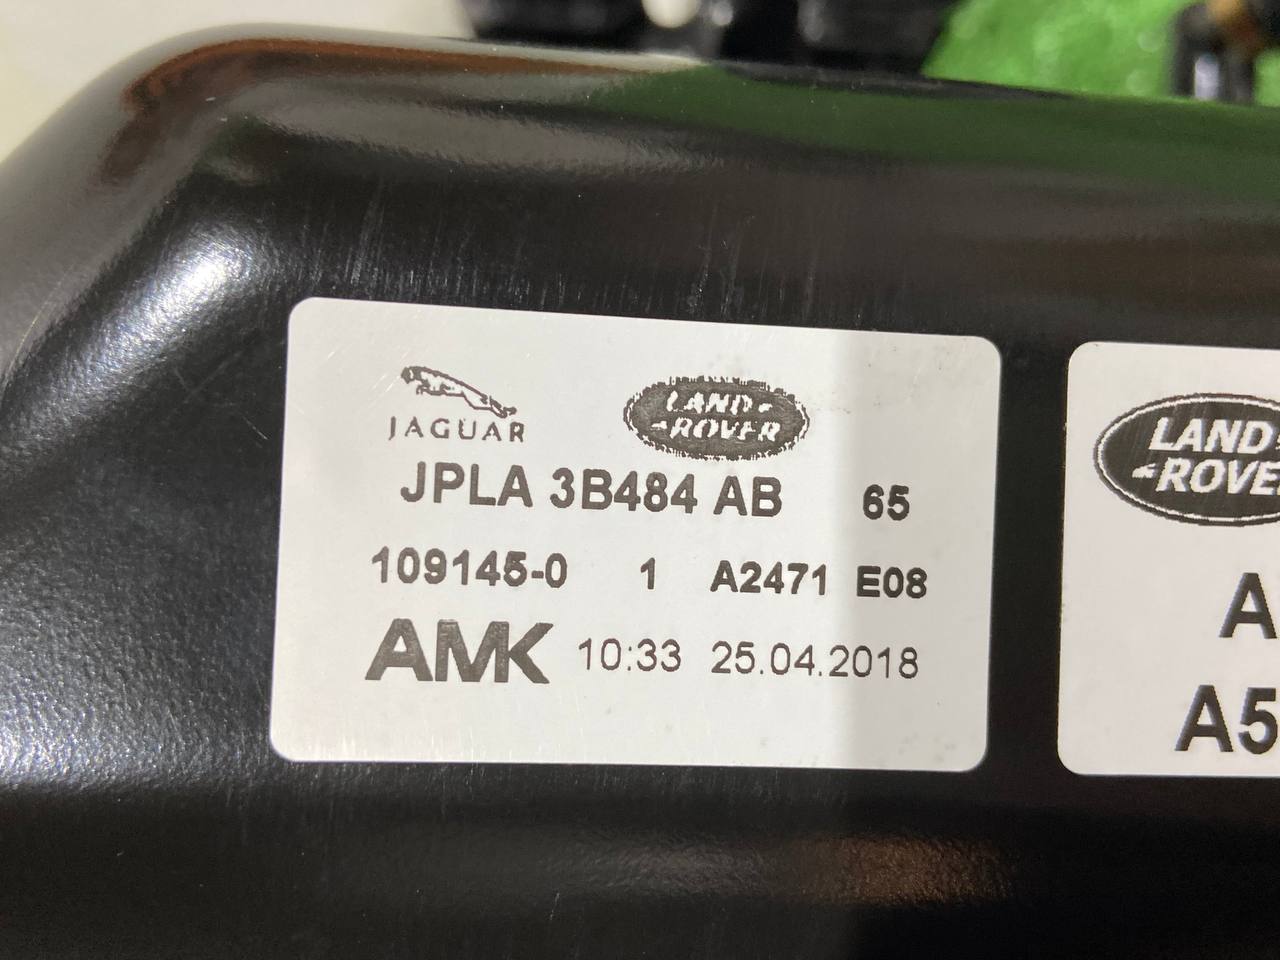 JAGUAR
LAND
ROVER
JPLA 3B484 AB 65
109145-0 1 A2471 E08
AMK 10:33 25.04.2018
LAND
ROVE
A
A5